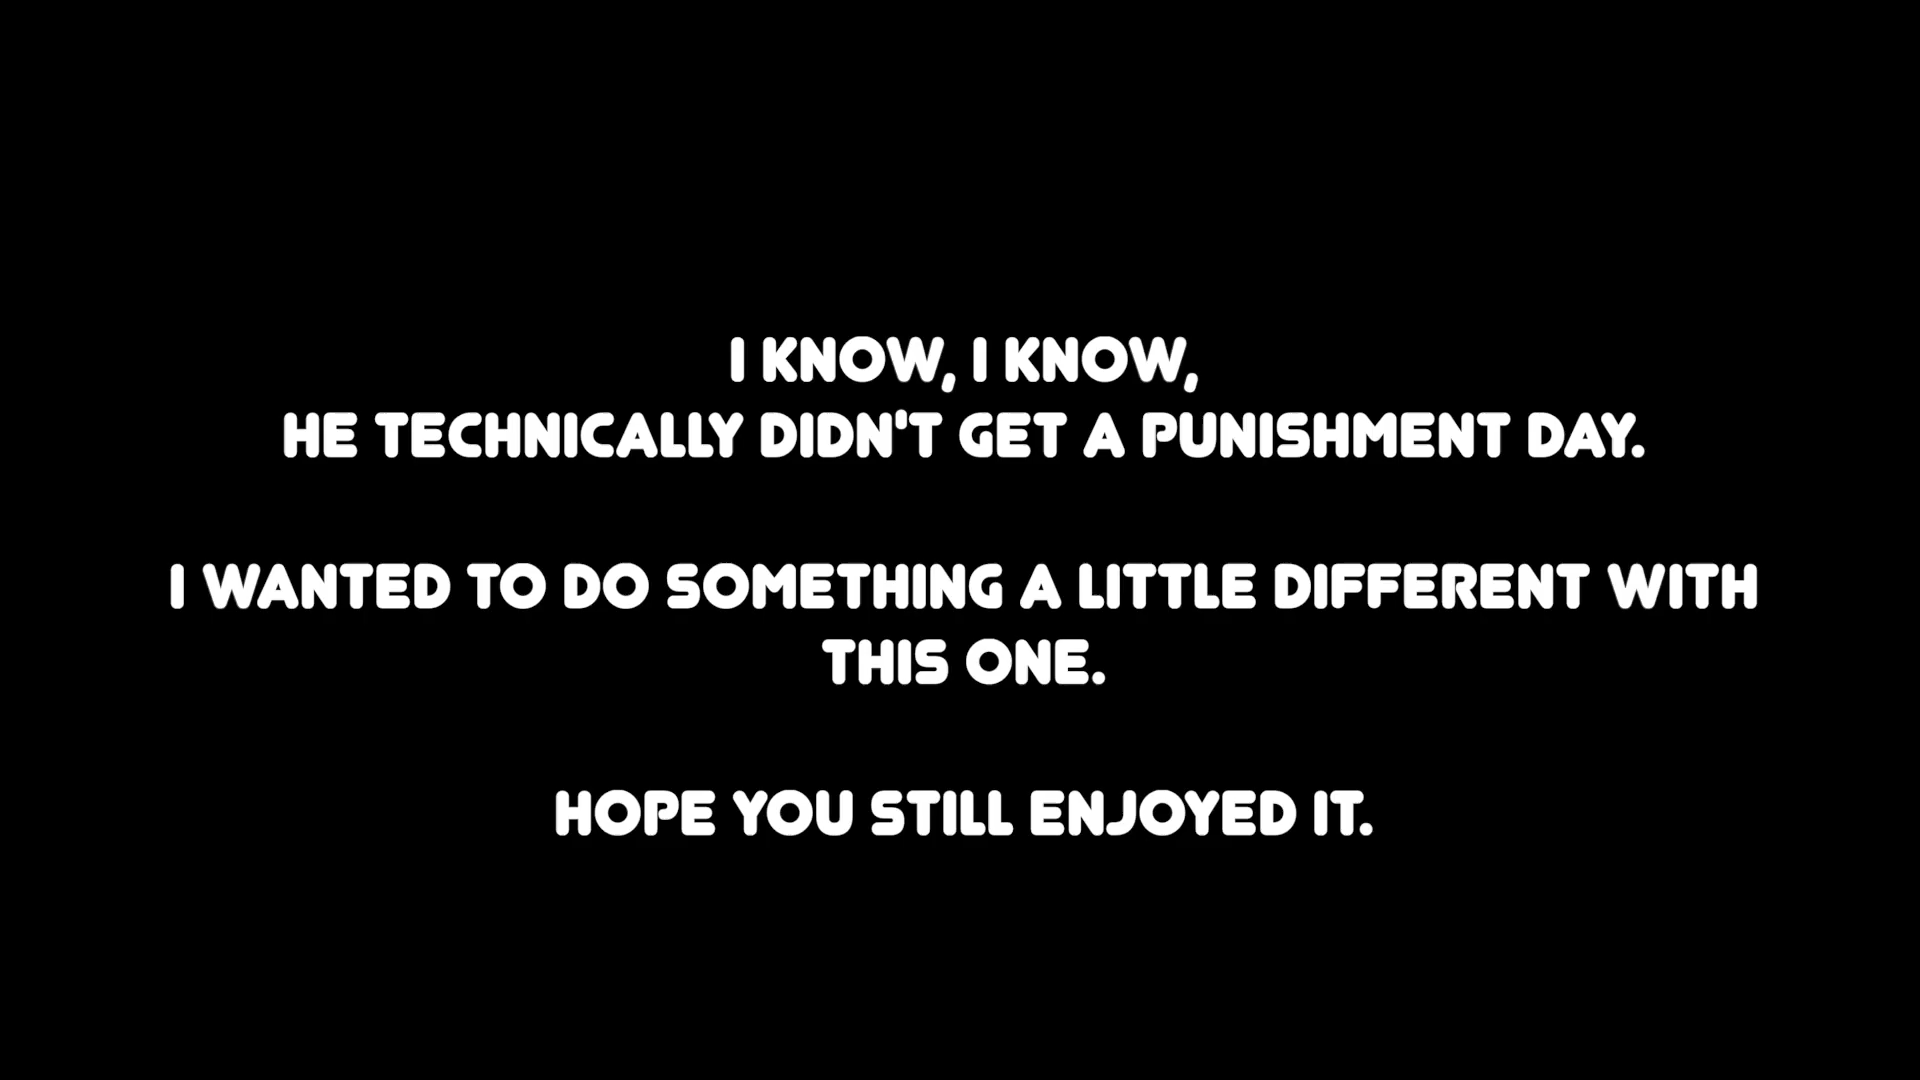 I KNOW, I KNOW,
HE TECHNICALLY DIDN'T GET A PUNISHMENT DAY.
I WANTED TO DO SOMETHING A LITTLE DIFFERENT WITH
THIS ONE.
HOPE YOU STILL ENJOYED IT.